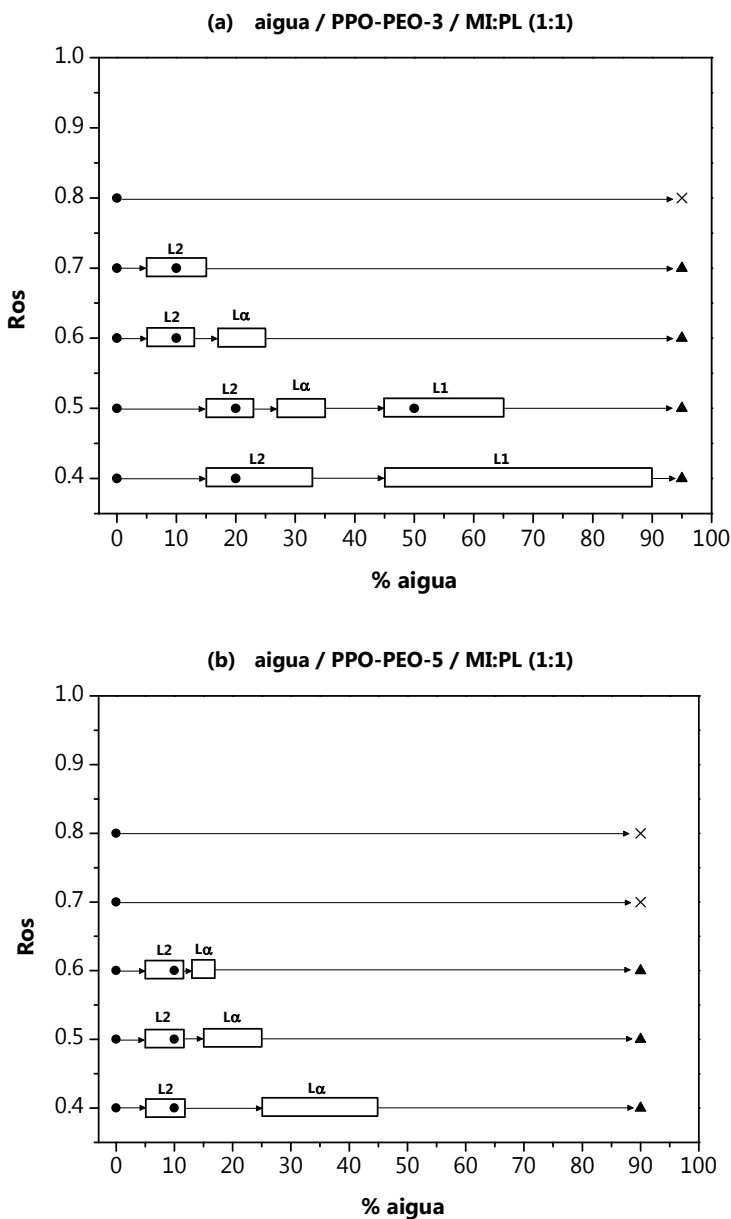 (a) aigua / PPO-PEO-3 / MI:PL (1:1)
1.0
0.9
0.8
0.7
L2
0.6
L2 Lα
0.5
L2 Lα L1
0.4
L2 L1
Ros
0 10 20 30 40 50 60 70 80 90 100
% aigua
(b) aigua / PPO-PEO-5 / MI:PL (1:1)
1.0
0.9
0.8
0.7
0.6
L2 Lα
0.5
L2 Lα
0.4
L2 Lα
Ros
0 10 20 30 40 50 60 70 80 90 100
% aigua